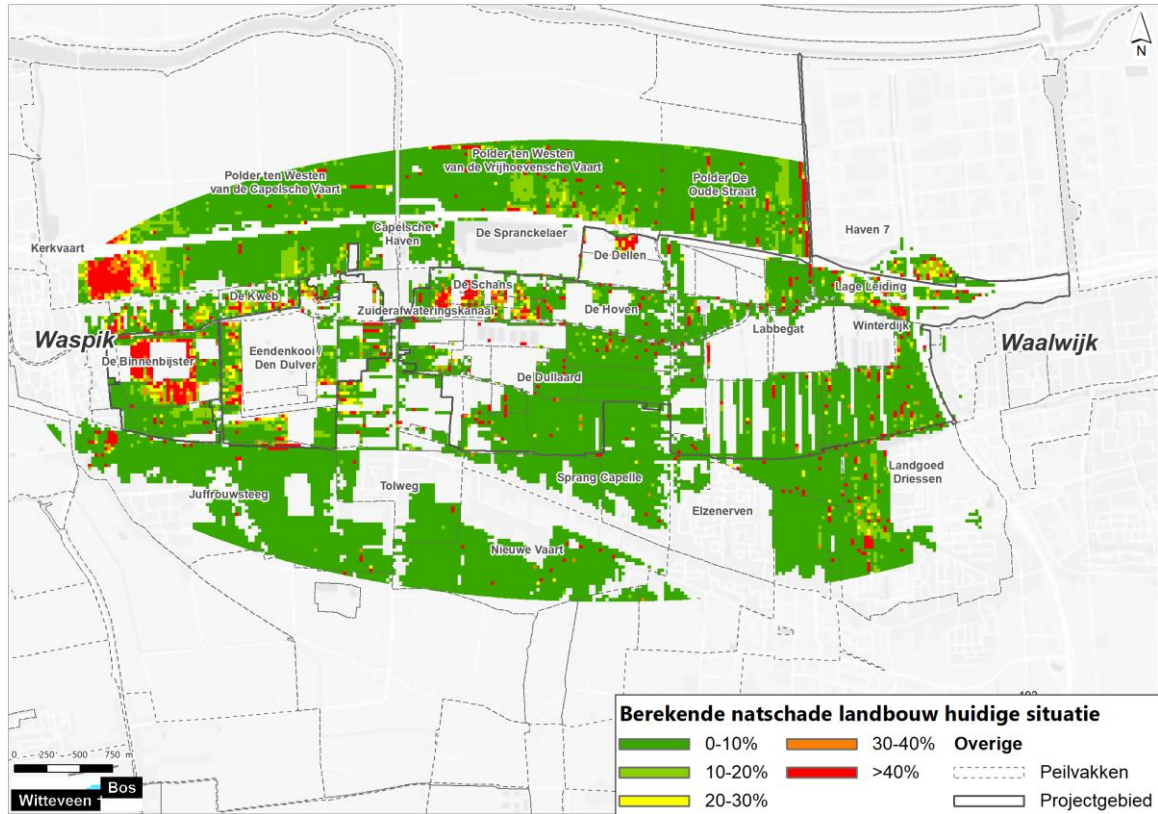 N
Polder ten Westen
van de Vrijhoevensche Vaart
Polder ten Westen
van de Capelsche Vaart
Polder De
Oude Straat
Kerkvaart
Capelsche
Haven
De Spranckelaer
Haven 7
De Dellen
De Kweb
De Schans
Lage Leiding
Zuiderafwateringskanaal
De Hoven
Waspik
Labbegat
Winterdijk
Waalwijk
De Binnenbijster
Eendenkooi /
Den Dulver
De Dullaard
Juffrouwsteeg
Tolweg
Sprang Capelle
Landgoed
Driessen
Elzenerven
Nieuwe Vaart
Berekende natschade landbouw huidige situatie
0-10%
10-20%
20-30%
30-40%
>40%
Overige
Peilvakken
Projectgebied
0 250 500 750 m
Witteveen + Bos